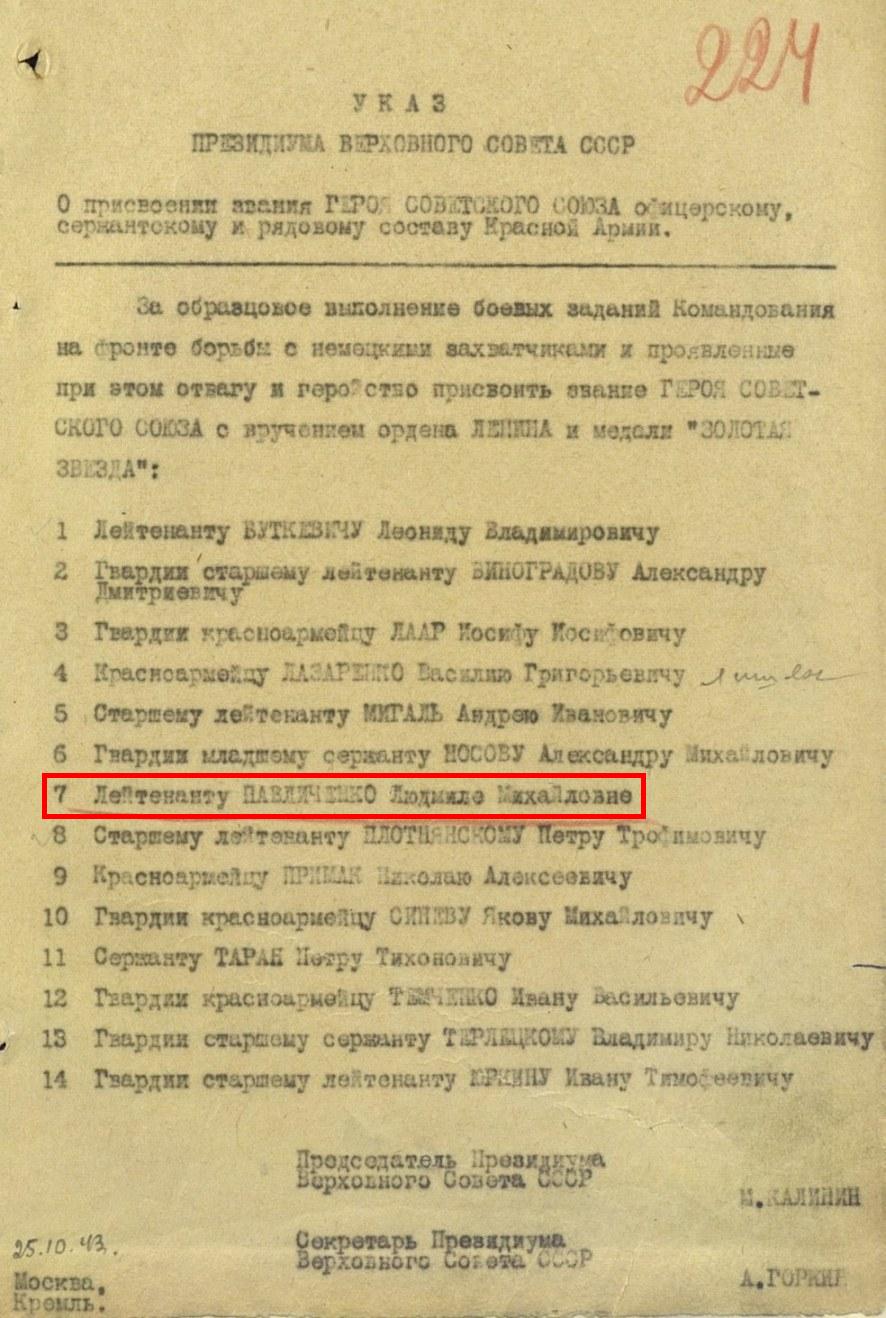 224
УКАЗ
ПРЕЗИДИУМА ВЕРХОВНОГО СОВЕТА СССР
О присвоении звания ГЕРОЯ СОВЕТСКОГО СОЮЗА офицерскому,
сержантскому и рядовому составу Красной Армии.
За образцовое выполнение боевых заданий Командования
на фронте борьбы с немецкими захватчиками и проявленные
при этом отвагу и геройство присвоить звание ГЕРОЯ СОВЕТ-
СКОГО СОЮЗА с вручением ордена ЛЕНИНА и медали "ЗОЛОТАЯ
ЗВЕЗДА":
1 Лейтенанту БУТКЕВИЧУ Леониду Владимировичу
2 Гвардии старшему лейтенанту ВИНОГРАДОВУ Александру
Дмитриевичу
3 Гвардии красноармейцу ЛААР Иосифу Иосифовичу
4 Красноармейцу ЛАЗАРЕНКО Василию Григорьевичу
5 Старшему лейтенанту МИГАЛЬ Андрею Ивановичу
6 Гвардии младшему сержанту НОСОВУ Александру Михайловичу
7 Лейтенанту ПАВЛИЧЕНКО Людмиле Михайловне
8 Старшему лейтенанту ПЛОТНЯНСКОМУ Петру Трофимовичу
9 Красноармейцу ПРИМАК Николаю Алексеевичу
10 Гвардии красноармейцу СИНЕВУ Якову Михайловичу
11 Сержанту ТАРАН Петру Тихоновичу
12 Гвардии красноармейцу ТЕМЧЕНКО Ивану Васильевичу
13 Гвардии старшему сержанту ТЕРЛЕЦКОМУ Владимиру Николаевичу
14 Гвардии старшему лейтенанту ЮРКИНУ Ивану Тимофеевичу
Председатель Президиума
Верховного Совета СССР
М.КАЛИНИН
Секретарь Президиума
Верховного Совета СССР
А.ГОРКИН
25.10.43.
Москва,
Кремль.